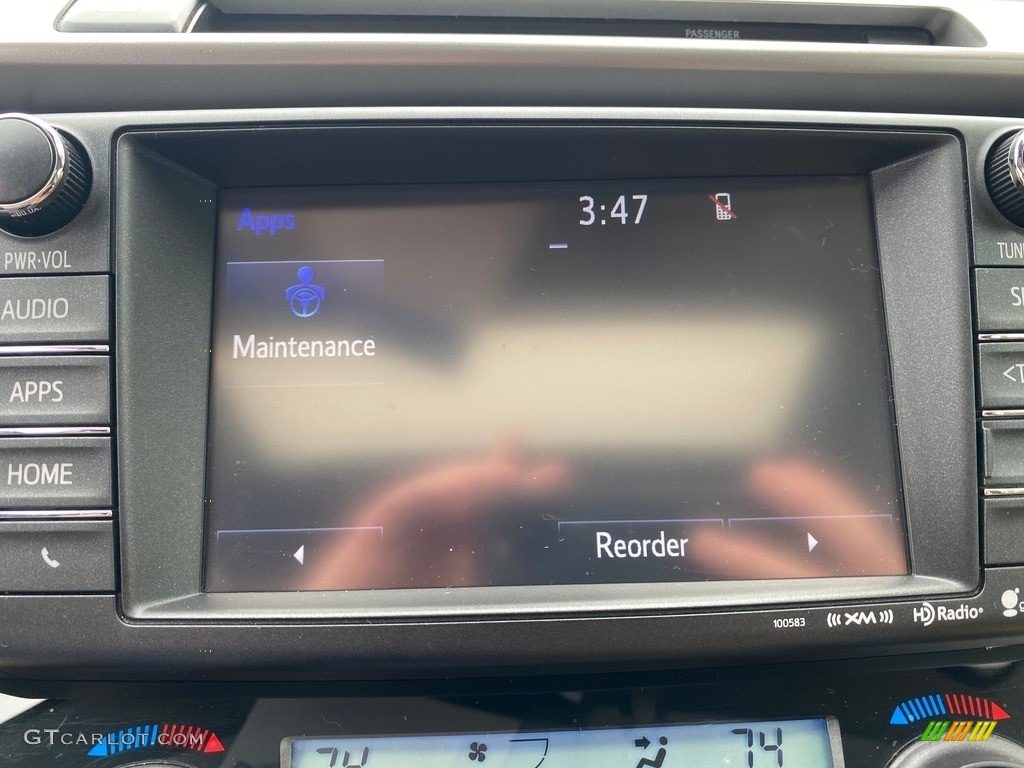 PASSENGER
Apps
3:47
PWR·VOL
AUDIO
Maintenance
APPS
HOME
Reorder
100583
XM
HD Radio
GTCARLOT.COM
74
74